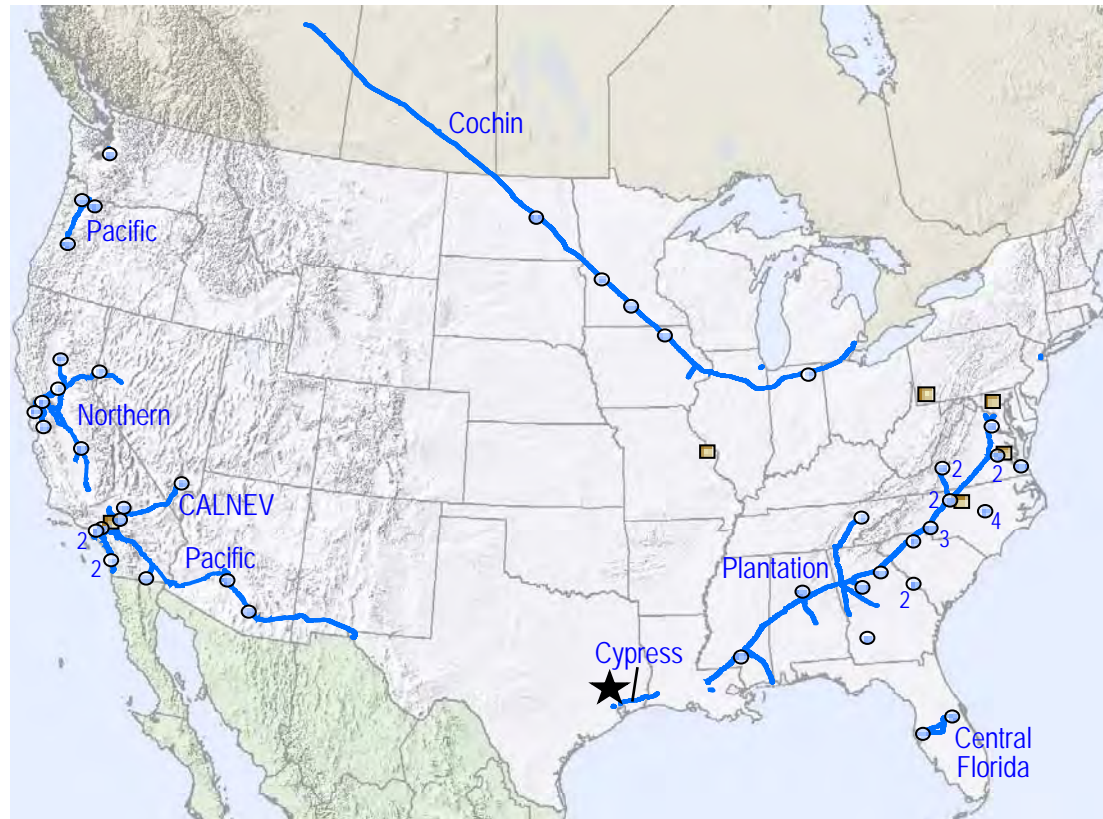 Cochin
Pacific
Northern
CALNEV
2
2
Pacific
2
2
2
4
3
Plantation
2
Cypress
Central
Florida